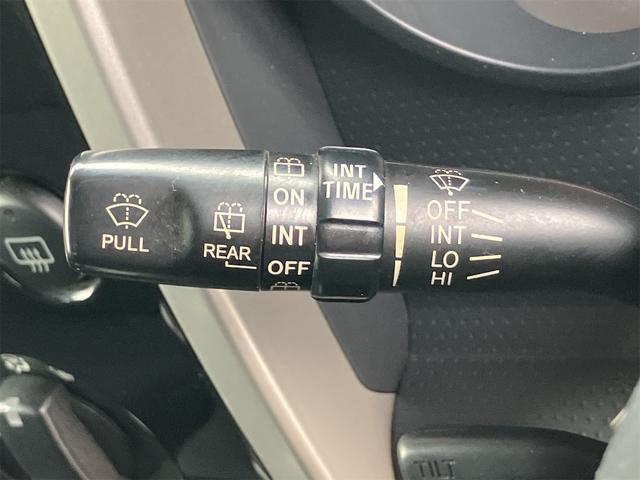 PULL
REAR
ON
INT
OFF
INT
TIME
OFF
INT
LO
HI
TILT